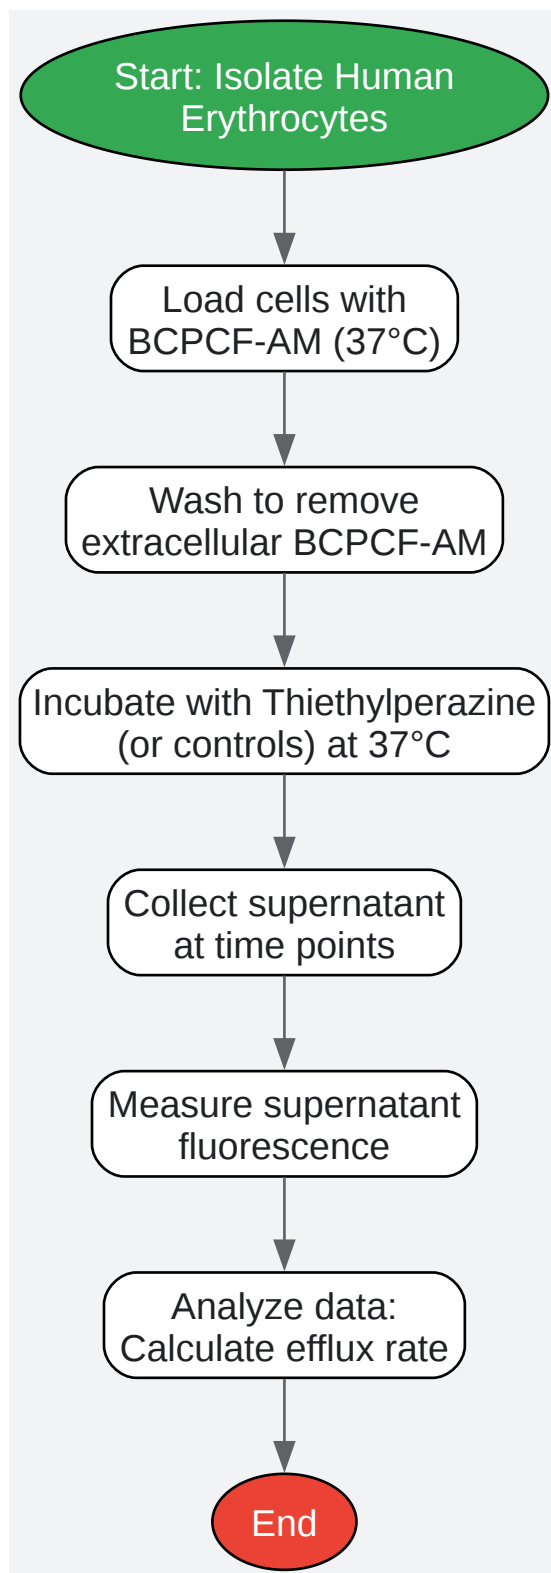 Start: Isolate Human
Erythrocytes
Load cells with
BCPCF-AM (37°C)
Wash to remove
extracellular BCPCF-AM
Incubate with Thiethylperazine
(or controls) at 37°C
Collect supernatant
at time points
Measure supernatant
fluorescence
Analyze data:
Calculate efflux rate
End